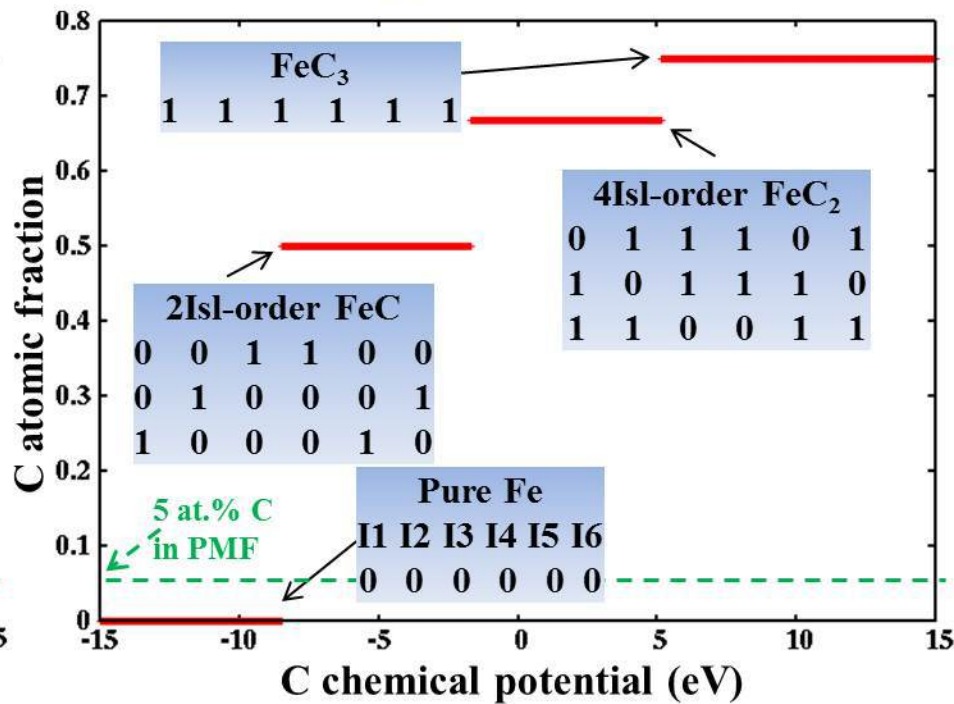 0.8
0.7
0.6
0.5
0.4
0.3
0.2
0.1
0
C atomic fraction
FeC₃
1 1 1 1 1 1
4Isl-order FeC₂
0 1 1 1 0 1
1 0 1 1 1 0
1 1 0 0 1 1
2Isl-order FeC
0 0 1 1 0 0
0 1 0 0 0 1
1 0 0 0 1 0
Pure Fe
I1 I2 I3 I4 I5 I6
0 0 0 0 0 0
5 at.% C
in PMF
5
-15 -10 -5 0 5 10 15
C chemical potential (eV)